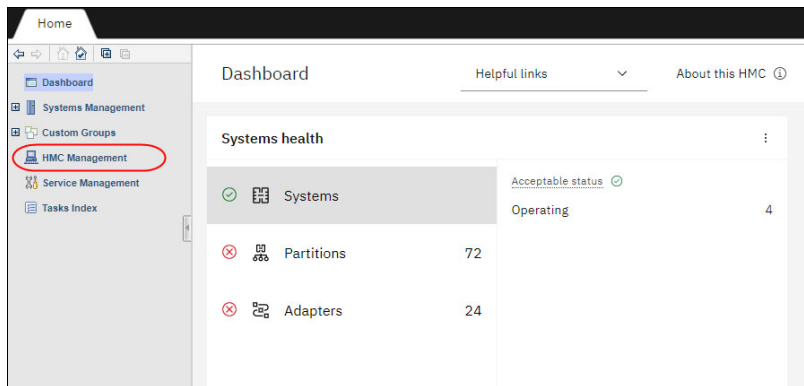 Home
Dashboard
Systems Management
Custom Groups
HMC Management
Service Management
Tasks Index
Dashboard
Helpful links
About this HMC
Systems health
Systems
Partitions 72
Adapters 24
Acceptable status
Operating 4